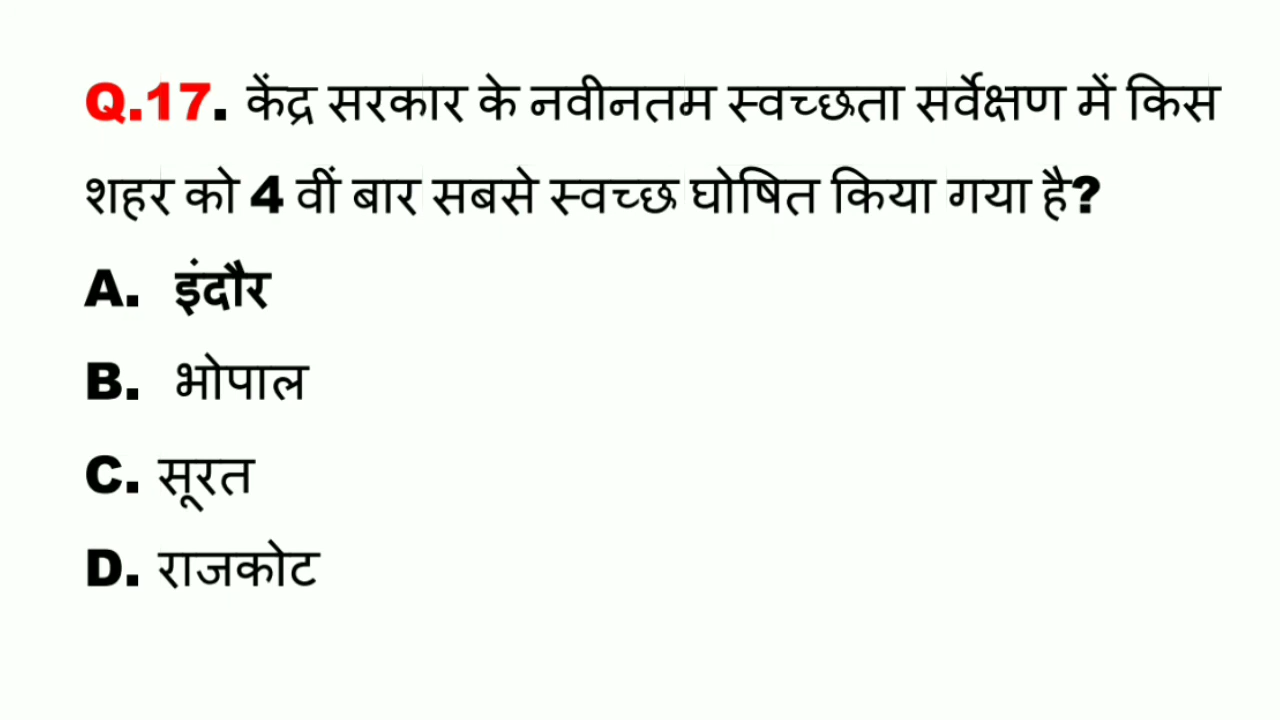 Q.17. केंद्र सरकार के नवीनतम स्वच्छता सर्वेक्षण में किस
शहर को 4 वीं बार सबसे स्वच्छ घोषित किया गया है?
A. इंदौर
B. भोपाल
C. सूरत
D. राजकोट